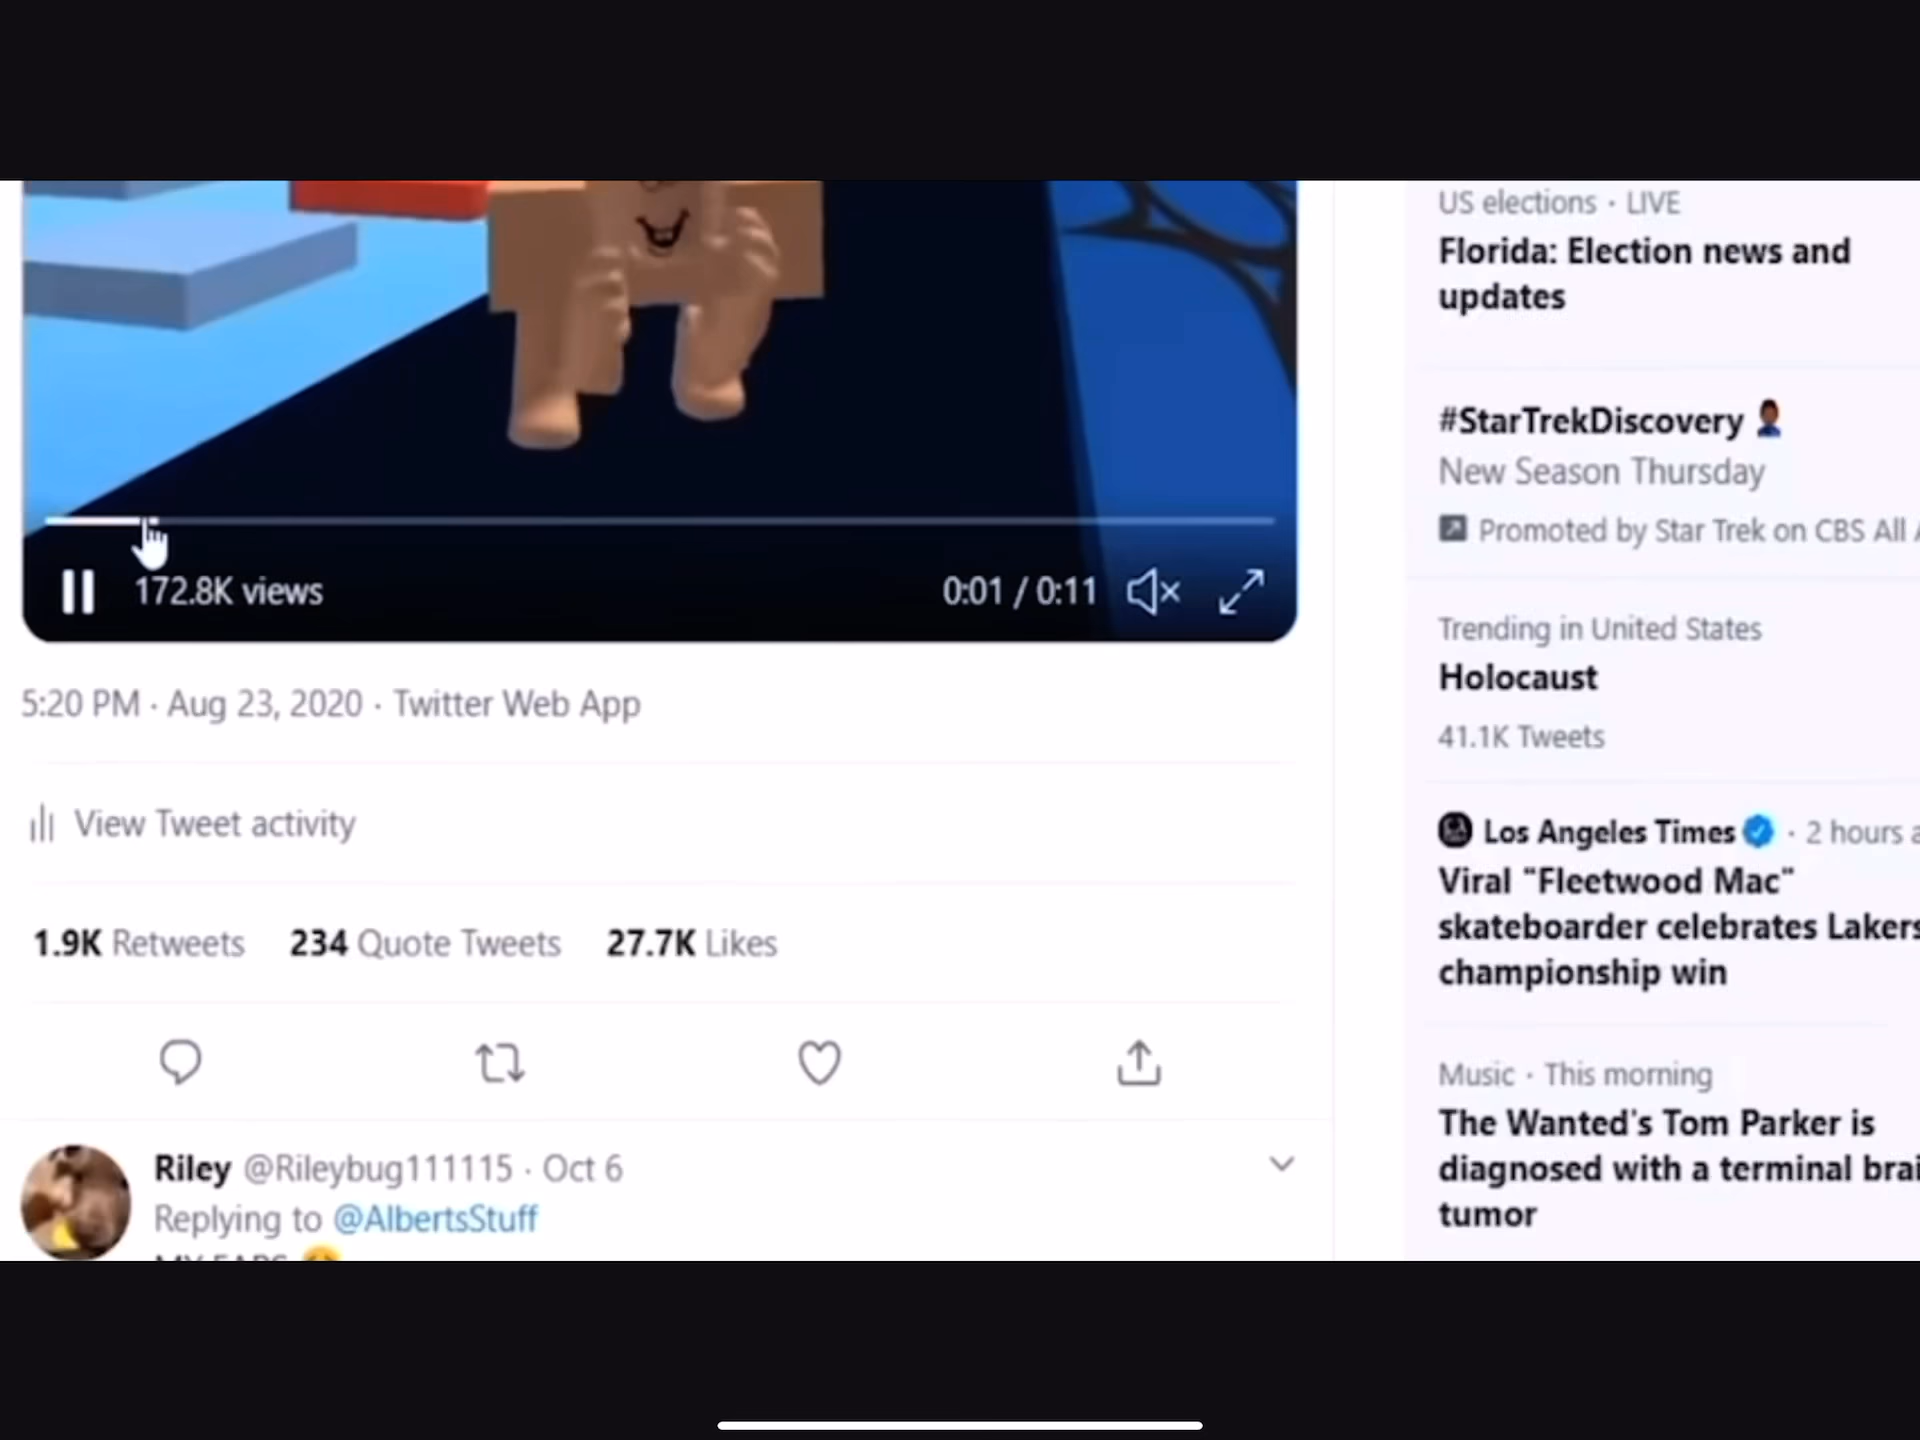 172.8K views
0:01 / 0:11
5:20 PM · Aug 23, 2020 · Twitter Web App
View Tweet activity
1.9K Retweets 234 Quote Tweets 27.7K Likes
Riley @Rileybug111115 · Oct 6
Replying to @AlbertsStuff
MY EARS
US elections · LIVE
Florida: Election news and
updates
#StarTrekDiscovery
New Season Thursday
Promoted by Star Trek on CBS All
Trending in United States
Holocaust
41.1K Tweets
Los Angeles Times · 2 hours
Viral "Fleetwood Mac"
skateboarder celebrates Lakers
championship win
Music · This morning
The Wanted's Tom Parker is
diagnosed with a terminal brai
tumor